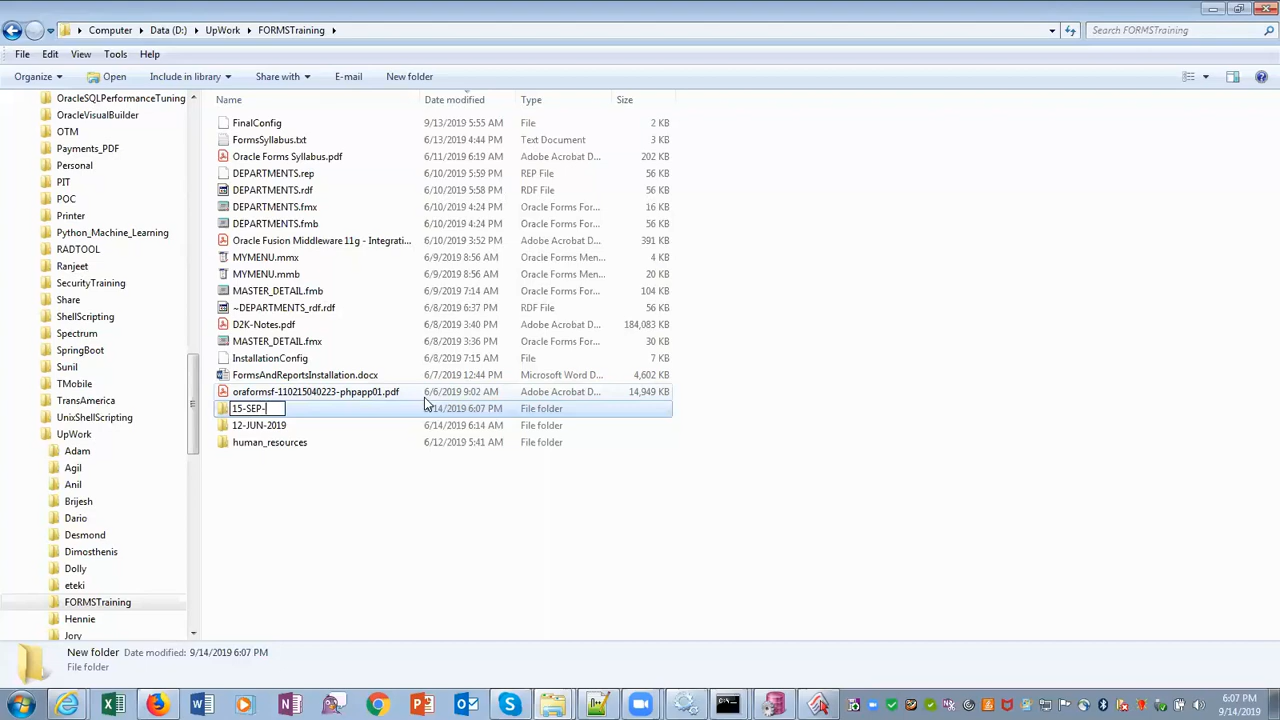 Computer Data (D:) UpWork FORMSTraining Search FORMSTraining
File Edit View Tools Help
Organize Open Include in library Share with E-mail New folder
OracleSQLPerformanceTuning
OracleVisualBuilder
OTM
Payments_PDF
Personal
PIT
POC
Printer
Python_Machine_Learning
RADTOOL
Ranjeet
SecurityTraining
Share
ShellScripting
Spectrum
SpringBoot
Sunil
TMobile
TransAmerica
UnixShellScripting
UpWork
Adam
Agil
Anil
Brijesh
Dario
Desmond
Dimosthenis
Dolly
eteki
FORMSTraining
Hennie
Jory
Name Date modified Type Size
FinalConfig 9/13/2019 5:55 AM File 2 KB
FormsSyllabus.txt 6/13/2019 4:44 PM Text Document 3 KB
Oracle Forms Syllabus.pdf 6/11/2019 6:19 AM Adobe Acrobat D... 202 KB
DEPARTMENTS.rep 6/10/2019 5:59 PM REP File 56 KB
DEPARTMENTS.rdf 6/10/2019 5:58 PM RDF File 56 KB
DEPARTMENTS.fmx 6/10/2019 4:24 PM Oracle Forms For... 16 KB
DEPARTMENTS.fmb 6/10/2019 4:24 PM Oracle Forms For... 56 KB
Oracle Fusion Middleware 11g - Integrati... 6/10/2019 3:52 PM Adobe Acrobat D... 391 KB
MYMENU.mmx 6/9/2019 8:56 AM Oracle Forms Men... 4 KB
MYMENU.mmb 6/9/2019 8:56 AM Oracle Forms Men... 20 KB
MASTER_DETAIL.fmb 6/9/2019 7:14 AM Oracle Forms For... 104 KB
~DEPARTMENTS_rdf.rdf 6/8/2019 6:37 PM RDF File 56 KB
D2K-Notes.pdf 6/8/2019 3:40 PM Adobe Acrobat D... 184,083 KB
MASTER_DETAIL.fmx 6/8/2019 3:36 PM Oracle Forms For... 30 KB
InstallationConfig 6/8/2019 7:15 AM File 7 KB
FormsAndReportsInstallation.docx 6/7/2019 12:44 PM Microsoft Word D... 4,602 KB
oraformsf-110215040223-phpapp01.pdf 6/6/2019 9:02 AM Adobe Acrobat D... 14,949 KB
15-SEP- 14/2019 6:07 PM File folder
12-JUN-2019 6/14/2019 6:14 AM File folder
human_resources 6/12/2019 5:41 AM File folder
New folder Date modified: 9/14/2019 6:07 PM
File folder
6:07 PM
9/14/2019